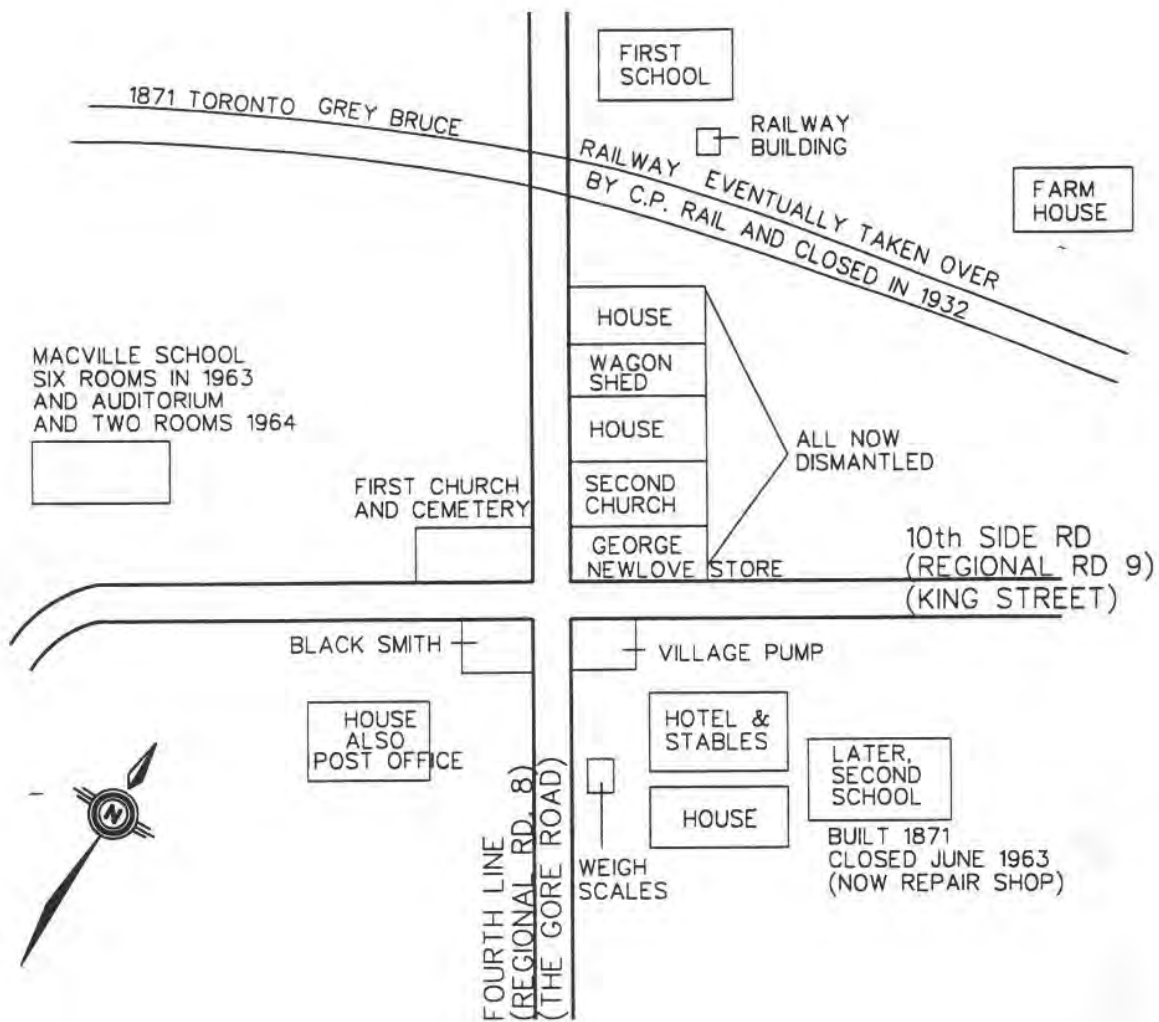 FIRST
SCHOOL
1871 TORONTO GREY BRUCE
RAILWAY EVENTUALLY TAKEN OVER
BY C.P. RAIL AND CLOSED IN 1932
RAILWAY
BUILDING
FARM
HOUSE
HOUSE
WAGON
SHED
HOUSE
SECOND
CHURCH
GEORGE
NEWLOVE STORE
ALL NOW
DISMANTLED
MACVILLE SCHOOL
SIX ROOMS IN 1963
AND AUDITORIUM
AND TWO ROOMS 1964
FIRST CHURCH
AND CEMETERY
10th SIDE RD
(REGIONAL RD 9)
(KING STREET)
BLACK SMITH
VILLAGE PUMP
HOUSE
ALSO
POST OFFICE
HOTEL &
STABLES
HOUSE
LATER,
SECOND
SCHOOL
BUILT 1871
CLOSED JUNE 1963
(NOW REPAIR SHOP)
WEIGH
SCALES
FOURTH LINE
(REGIONAL RD. 8)
(THE GORE ROAD)
N